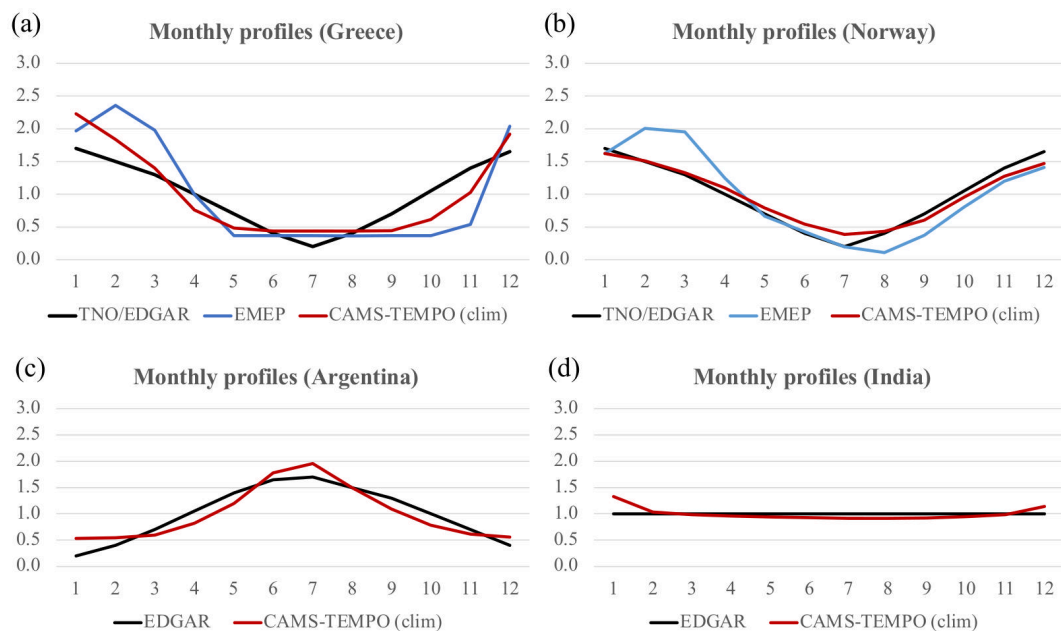 (a)
Monthly profiles (Greece)
3.0
2.5
2.0
1.5
1.0
0.5
0.0
1 2 3 4 5 6 7 8 9 10 11 12
TNO/EDGAR EMEP CAMS-TEMPO (clim)
(b)
Monthly profiles (Norway)
3.0
2.5
2.0
1.5
1.0
0.5
0.0
1 2 3 4 5 6 7 8 9 10 11 12
TNO/EDGAR EMEP CAMS-TEMPO (clim)
(c)
Monthly profiles (Argentina)
3.0
2.5
2.0
1.5
1.0
0.5
0.0
1 2 3 4 5 6 7 8 9 10 11 12
EDGAR CAMS-TEMPO (clim)
(d)
Monthly profiles (India)
3.0
2.5
2.0
1.5
1.0
0.5
0.0
1 2 3 4 5 6 7 8 9 10 11 12
EDGAR CAMS-TEMPO (clim)